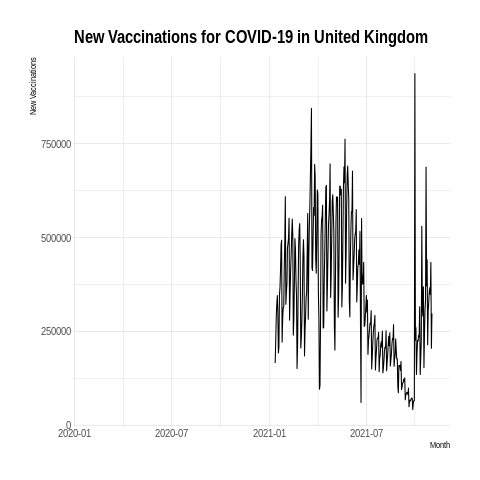 New Vaccinations for COVID-19 in United Kingdom
New Vaccinations
750000
500000
250000
0
2020-01 2020-07 2021-01 2021-07
Month